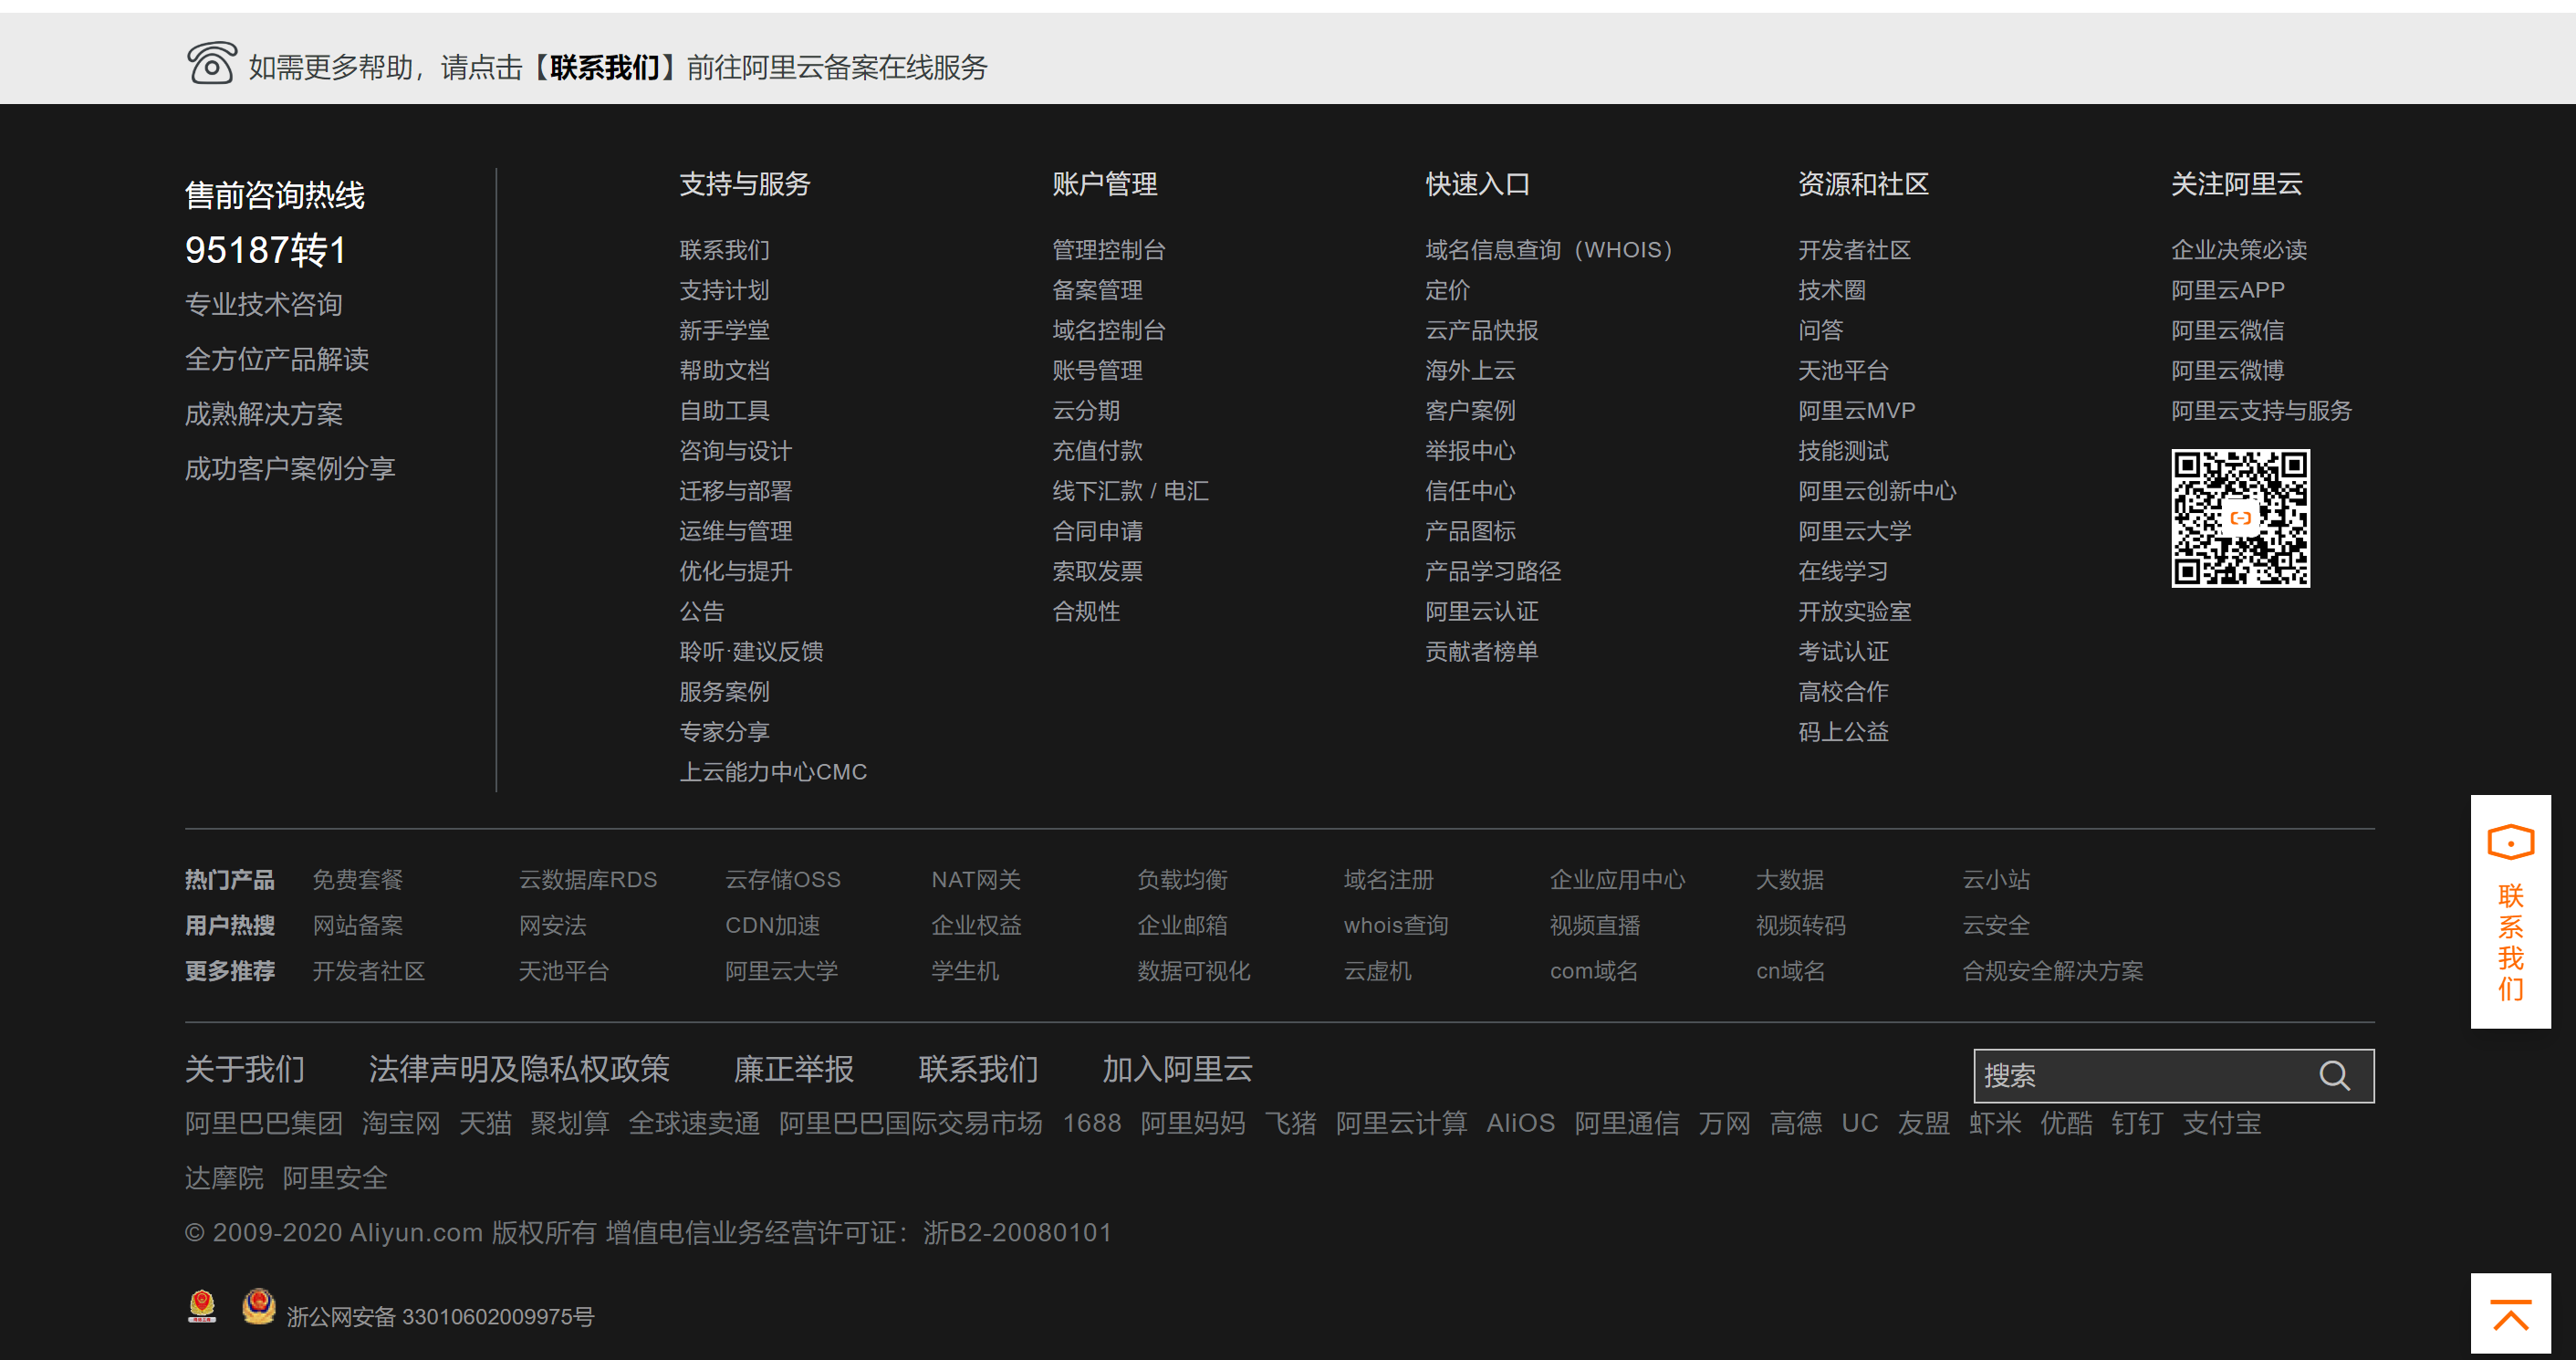 如需更多帮助，请点击【联系我们】前往阿里云备案在线服务
售前咨询热线
95187转1
专业技术咨询
全方位产品解读
成熟解决方案
成功客户案例分享
支持与服务
联系我们
支持计划
新手学堂
帮助文档
自助工具
咨询与设计
迁移与部署
运维与管理
优化与提升
公告
聆听·建议反馈
服务案例
专家分享
上云能力中心CMC
账户管理
管理控制台
备案管理
域名控制台
账号管理
云分期
充值付款
线下汇款 / 电汇
合同申请
索取发票
合规性
快速入口
域名信息查询（WHOIS）
定价
云产品快报
海外上云
客户案例
举报中心
信任中心
产品图标
产品学习路径
阿里云认证
贡献者榜单
资源和社区
开发者社区
技术圈
问答
天池平台
阿里云MVP
技能测试
阿里云创新中心
阿里云大学
在线学习
开放实验室
考试认证
高校合作
码上公益
关注阿里云
企业决策必读
阿里云APP
阿里云微信
阿里云微博
阿里云支持与服务
热门产品 免费套餐 云数据库RDS 云存储OSS NAT网关 负载均衡 域名注册 企业应用中心 大数据 云小站
用户热搜 网站备案 网安法 CDN加速 企业权益 企业邮箱 whois查询 视频直播 视频转码 云安全
更多推荐 开发者社区 天池平台 阿里云大学 学生机 数据可视化 云虚机 com域名 cn域名 合规安全解决方案
联系我们
关于我们 法律声明及隐私权政策 廉正举报 联系我们 加入阿里云
搜索
阿里巴巴集团 淘宝网 天猫 聚划算 全球速卖通 阿里巴巴国际交易市场 1688 阿里妈妈 飞猪 阿里云计算 AliOS 阿里通信 万网 高德 UC 友盟 虾米 优酷 钉钉 支付宝
达摩院 阿里安全
© 2009-2020 Aliyun.com 版权所有 增值电信业务经营许可证：浙B2-20080101
浙公网安备 33010602009975号